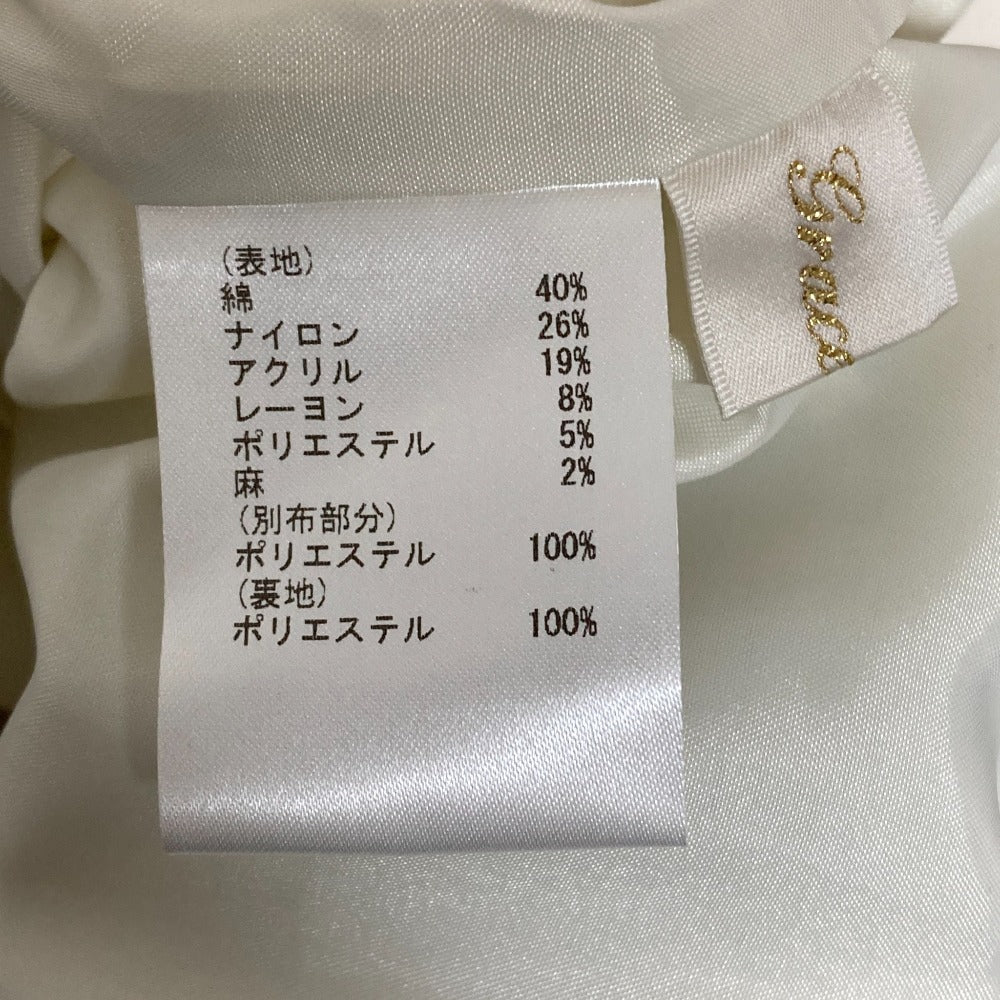 (表地)
綿 40%
ナイロン 26%
アクリル 19%
レーヨン 8%
ポリエステル 5%
麻 2%
(別布部分)
ポリエステル 100%
(裏地)
ポリエステル 100%